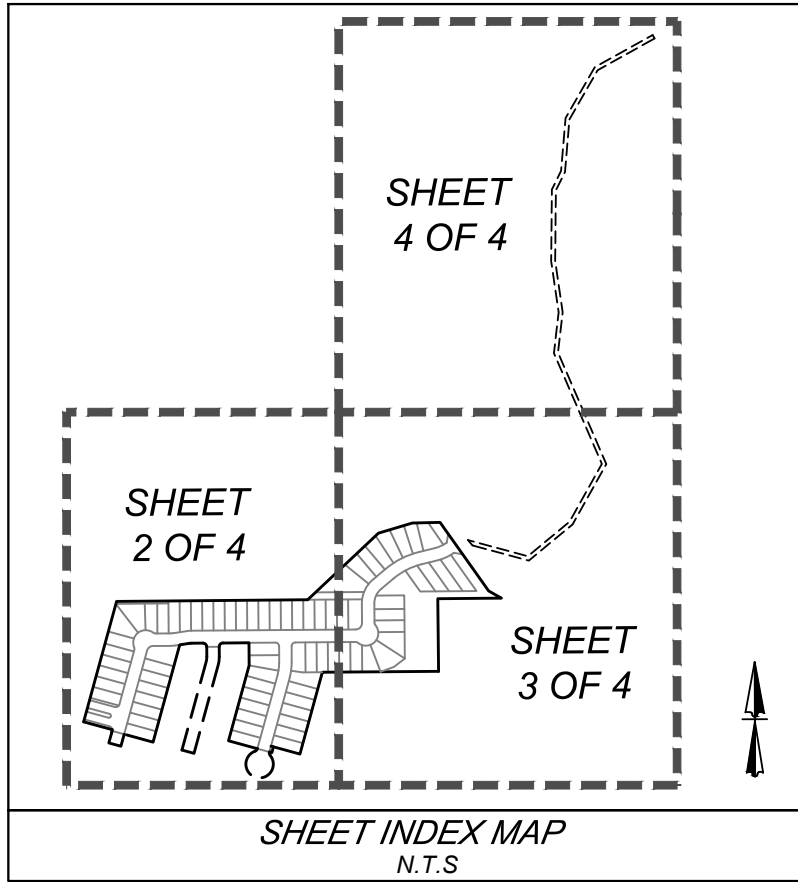 SHEET
4 OF 4
SHEET
2 OF 4
SHEET
3 OF 4
SHEET INDEX MAP
N.T.S